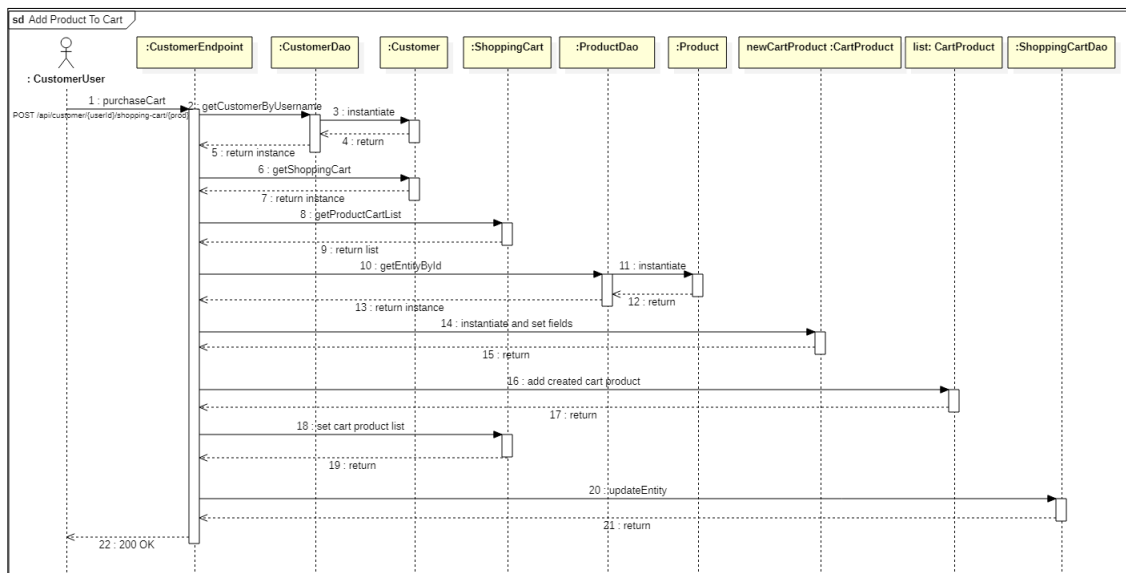 sd Add Product To Cart
: CustomerUser
:CustomerEndpoint
:CustomerDao
:Customer
:ShoppingCart
:ProductDao
:Product
newCartProduct :CartProduct
list: CartProduct
:ShoppingCartDao
1 : purchaseCart
POST /api/customer/{userId}/shopping-cart/{prod
2 : getCustomerByUsername
3 : instantiate
4 : return
5 : return instance
6 : getShoppingCart
7 : return instance
8 : getProductCartList
9 : return list
10 : getEntityById
11 : instantiate
12 : return
13 : return instance
14 : instantiate and set fields
15 : return
16 : add created cart product
17 : return
18 : set cart product list
19 : return
20 : updateEntity
21 : return
22 : 200 OK